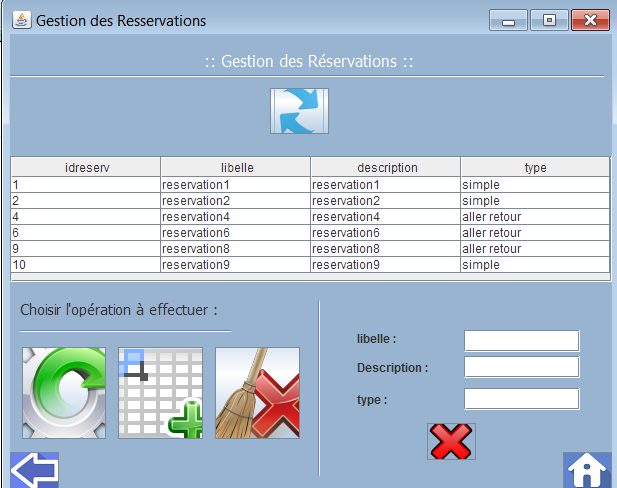 Gestion des Resservations
:: Gestion des Réservations ::
idreserv libelle description type
1 reservation1 reservation1 simple
2 reservation2 reservation2 simple
4 reservation4 reservation4 aller retour
6 reservation6 reservation6 aller retour
9 reservation8 reservation8 aller retour
10 reservation9 reservation9 simple
Choisir l'opération à effectuer :
libelle :
Description :
type :